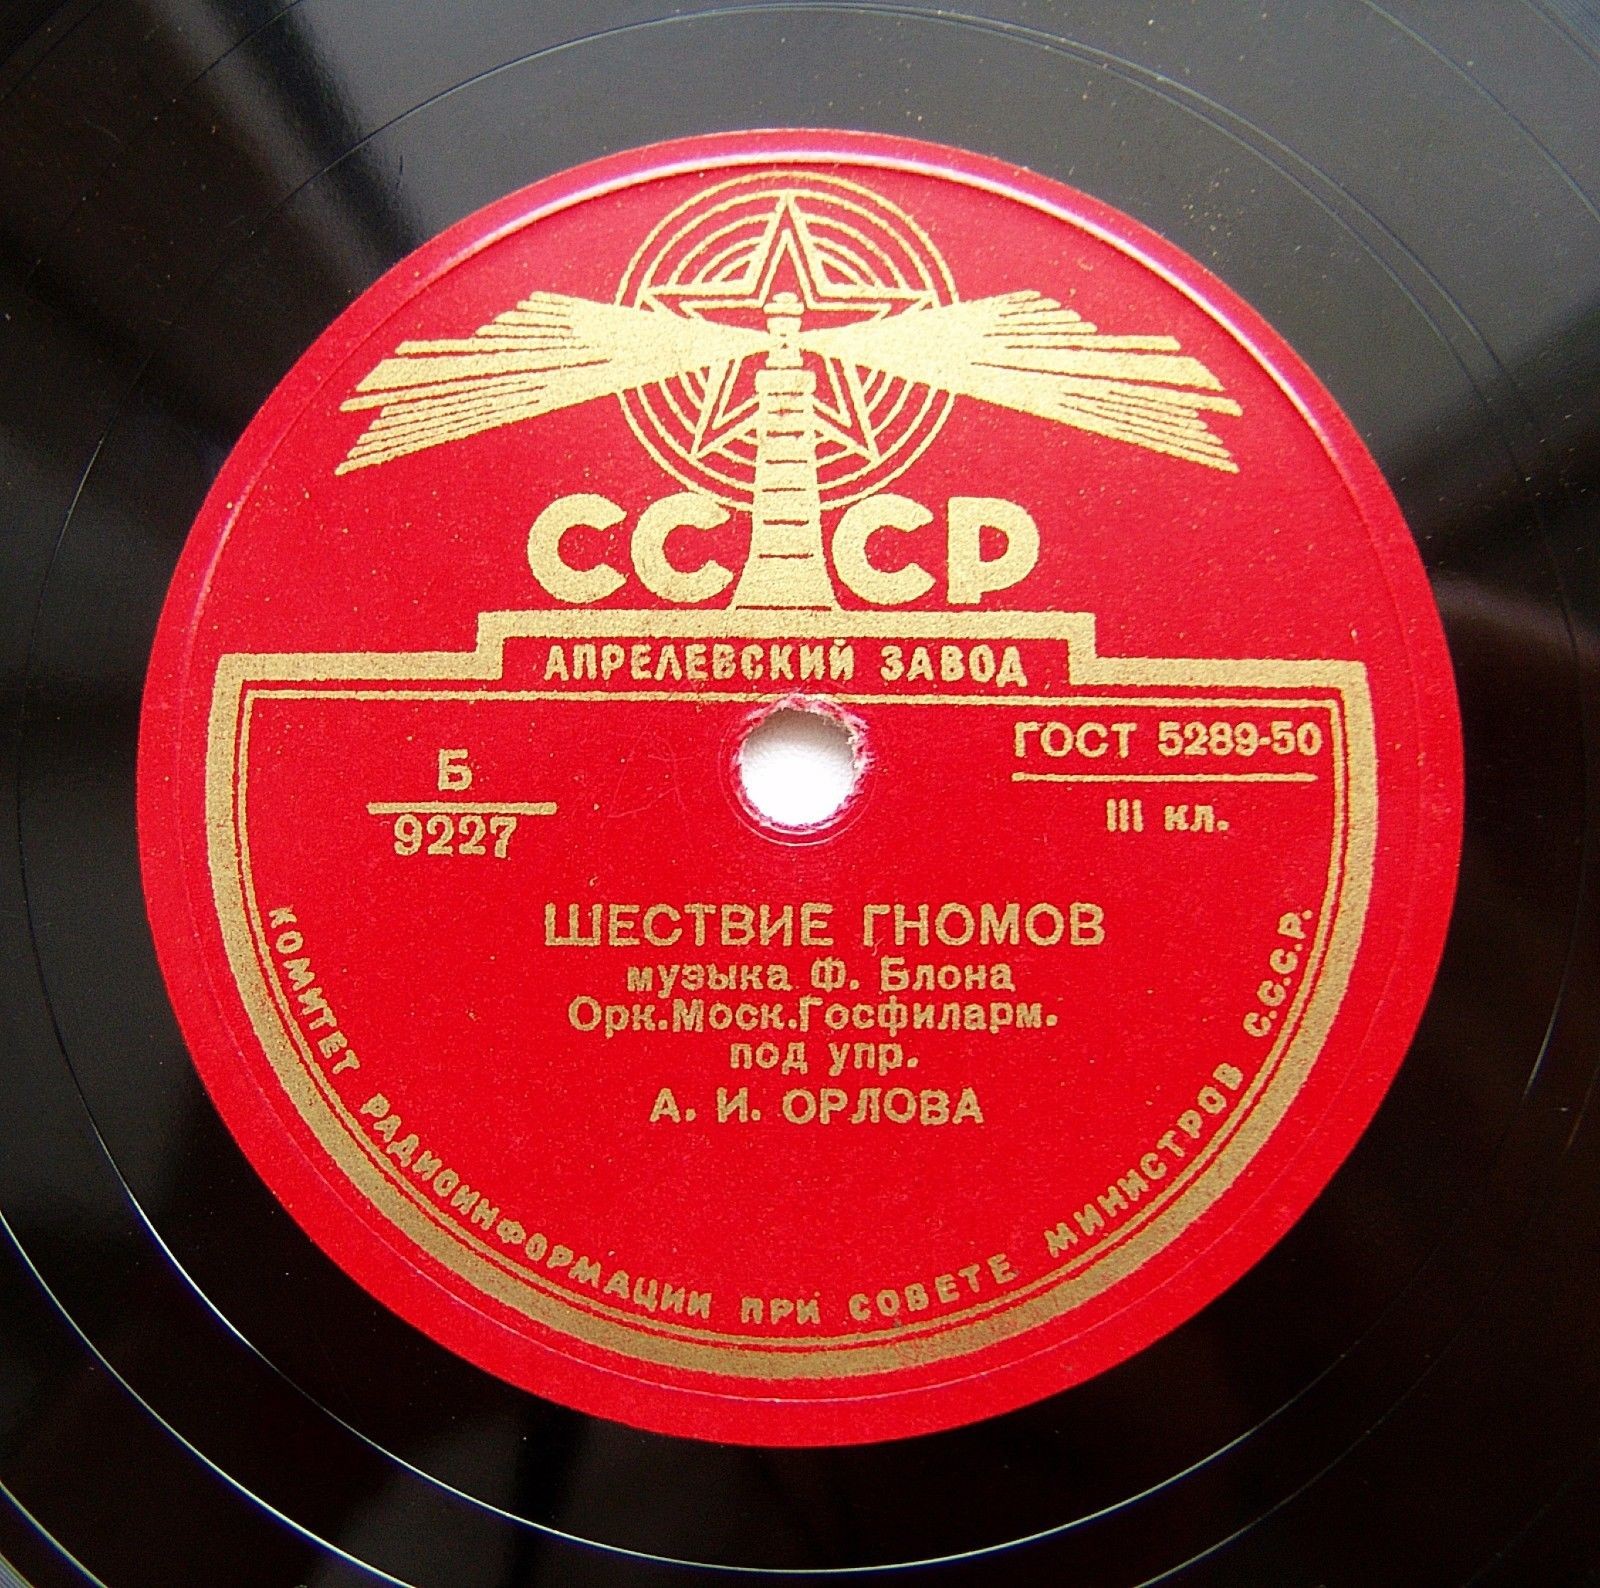 СССР
АПРЕЛЕВСКИЙ ЗАВОД
Б
9227
ГОСТ 5289-50
III кл.
ШЕСТВИЕ ГНОМОВ
музыка Ф. Блона
Орк.Моск.Госфиларм.
под упр.
А. И. ОРЛОВА
КОМИТЕТ РАДИОИНФОРМАЦИИ ПРИ СОВЕТЕ МИНИСТРОВ С.С.С.Р.